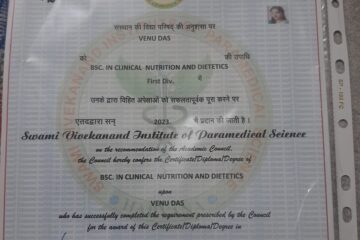 संस्थान की विद्या परिषद् की अनुशंसा पर
VENU DAS
को की उपाधि
BSC. IN CLINICAL NUTRITION AND DIETETICS
First Div. में
उनके द्वारा विहित अपेक्षाओं को सफलतापूर्वक पूरा करने पर
एतदद्वारा सन् 2023 में प्रदान की जाती है ।
Swami Vivekanand Institute of Paramedical Science
on the recommendation of the Academic Council,
the Council hereby confers the Certificate/Diploma/Degree of
BSC. IN CLINICAL NUTRITION AND DIETETICS
upon
VENU DAS
who has successfully completed the requirement prescribed by the Council
for the award of this Certificate/Diploma/Degree in